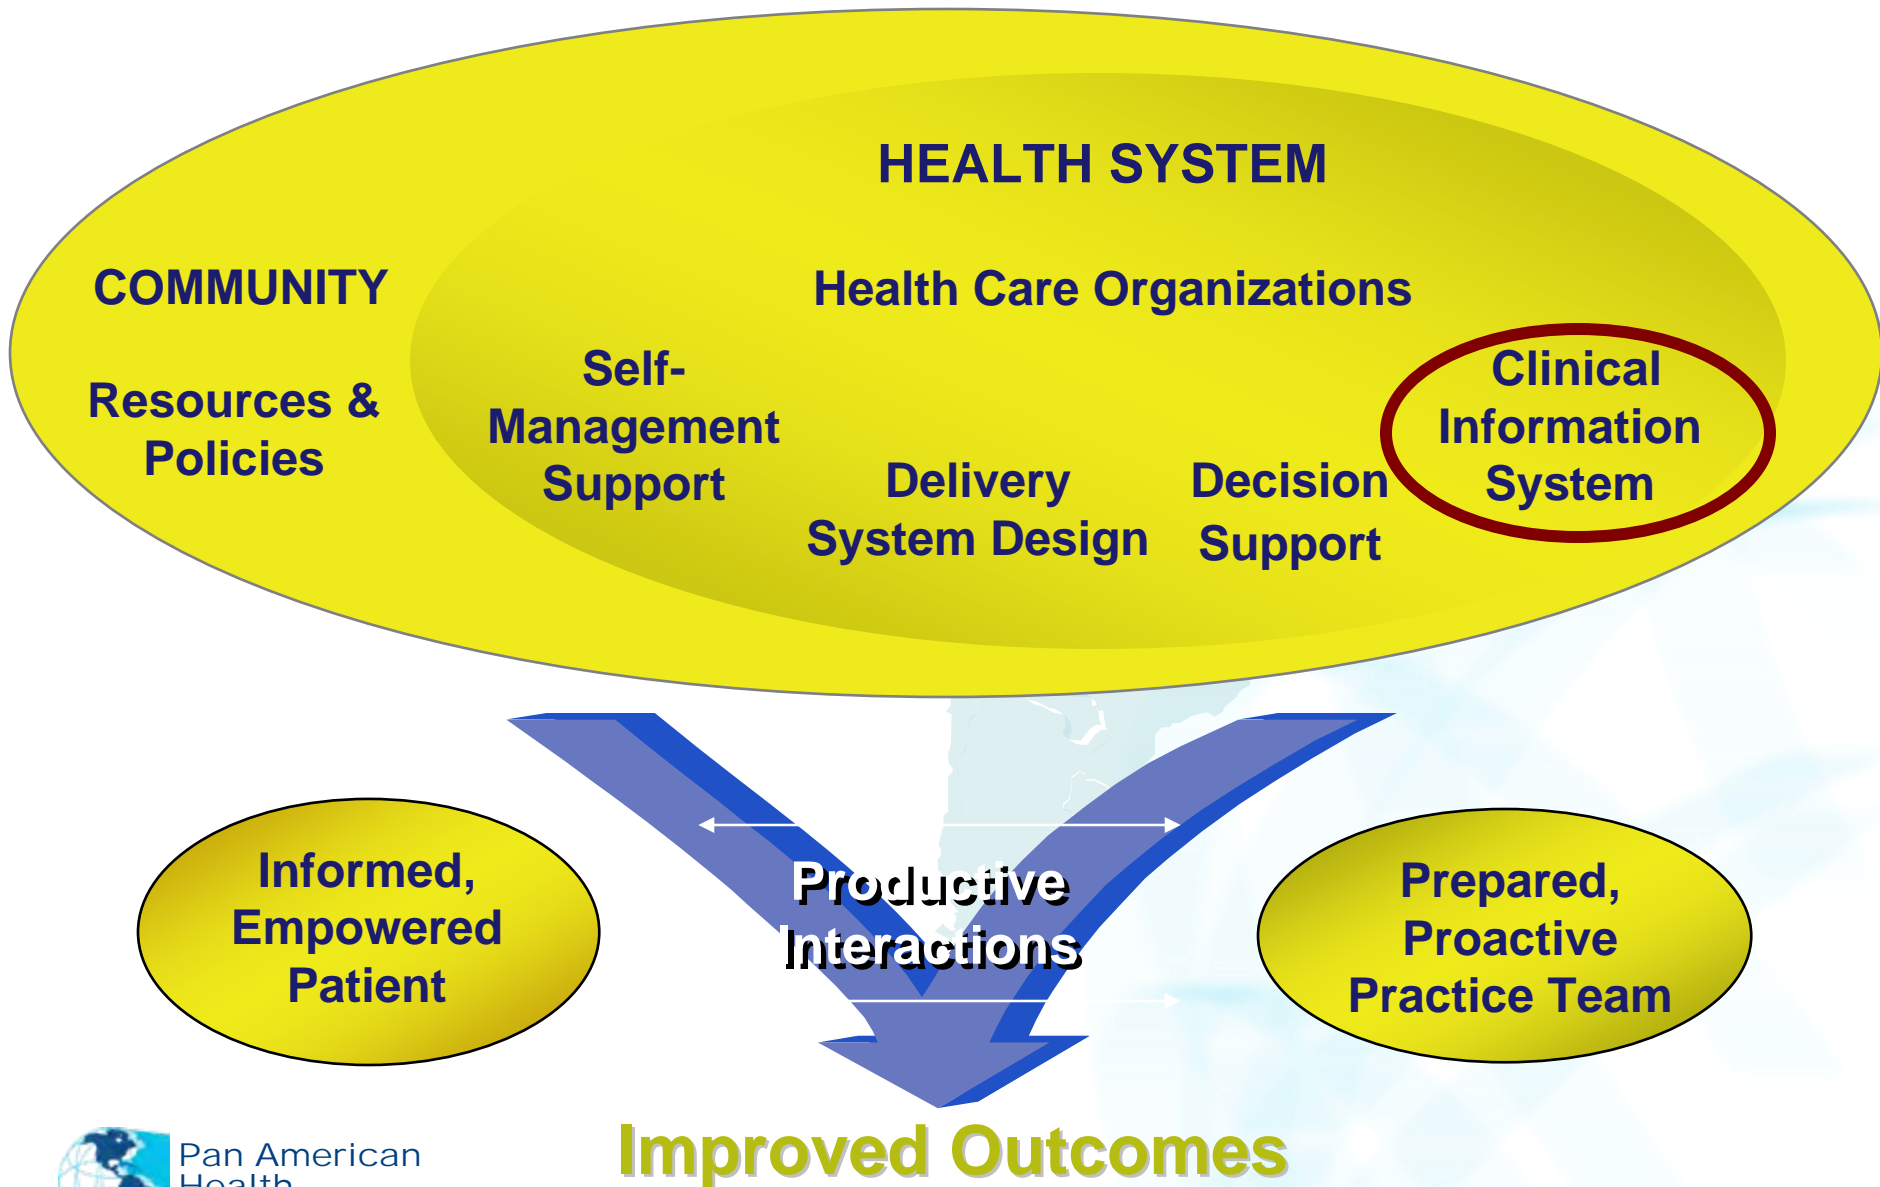 HEALTH SYSTEM
COMMUNITY
Health Care Organizations
Resources &
Policies
Self-
Management
Support
Delivery
System Design
Decision
Support
Clinical
Information
System
Informed,
Empowered
Patient
Productive
Interactions
Prepared,
Proactive
Practice Team
Improved Outcomes
Pan American
Health